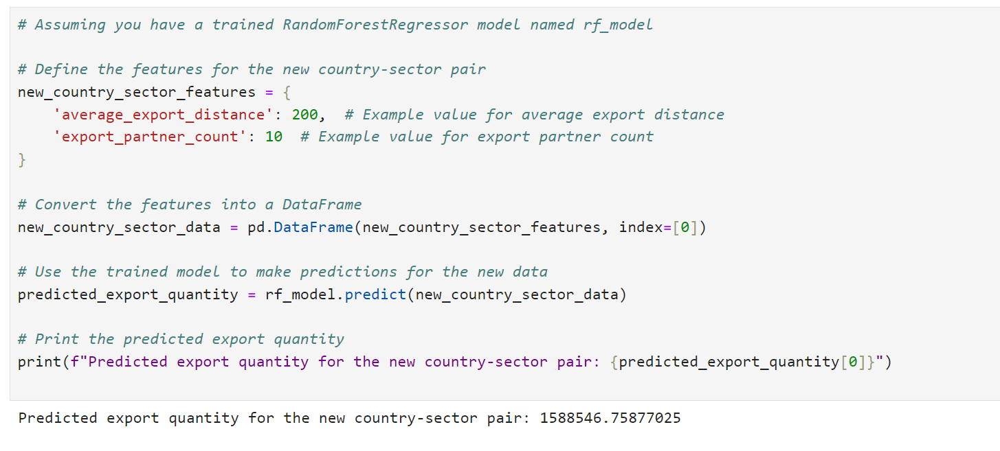 # Assuming you have a trained RandomForestRegressor model named rf_model
# Define the features for the new country-sector pair
new_country_sector_features = {
    'average_export_distance': 200,  # Example value for average export distance
    'export_partner_count': 10  # Example value for export partner count
}
# Convert the features into a DataFrame
new_country_sector_data = pd.DataFrame(new_country_sector_features, index=[0])
# Use the trained model to make predictions for the new data
predicted_export_quantity = rf_model.predict(new_country_sector_data)
# Print the predicted export quantity
print(f"Predicted export quantity for the new country-sector pair: {predicted_export_quantity[0]}")
Predicted export quantity for the new country-sector pair: 1588546.75877025